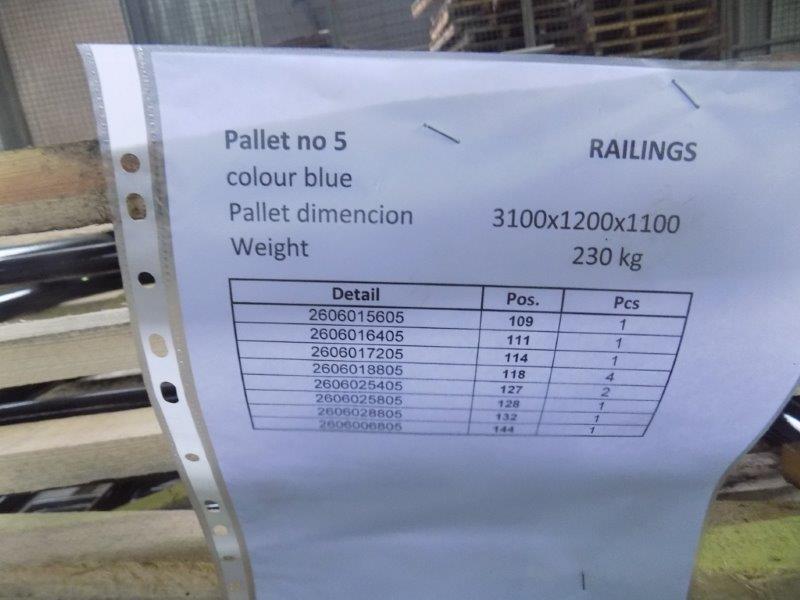 Pallet no 5 RAILINGS
colour blue
Pallet dimencion 3100x1200x1100
Weight 230 kg
Detail Pos. Pcs
2606015605 109 1
2606016405 111 1
2606017205 114 1
2606018805 118 4
2606025405 127 2
2606025805 128 1
2606028805 132 1
2606006805 144 1